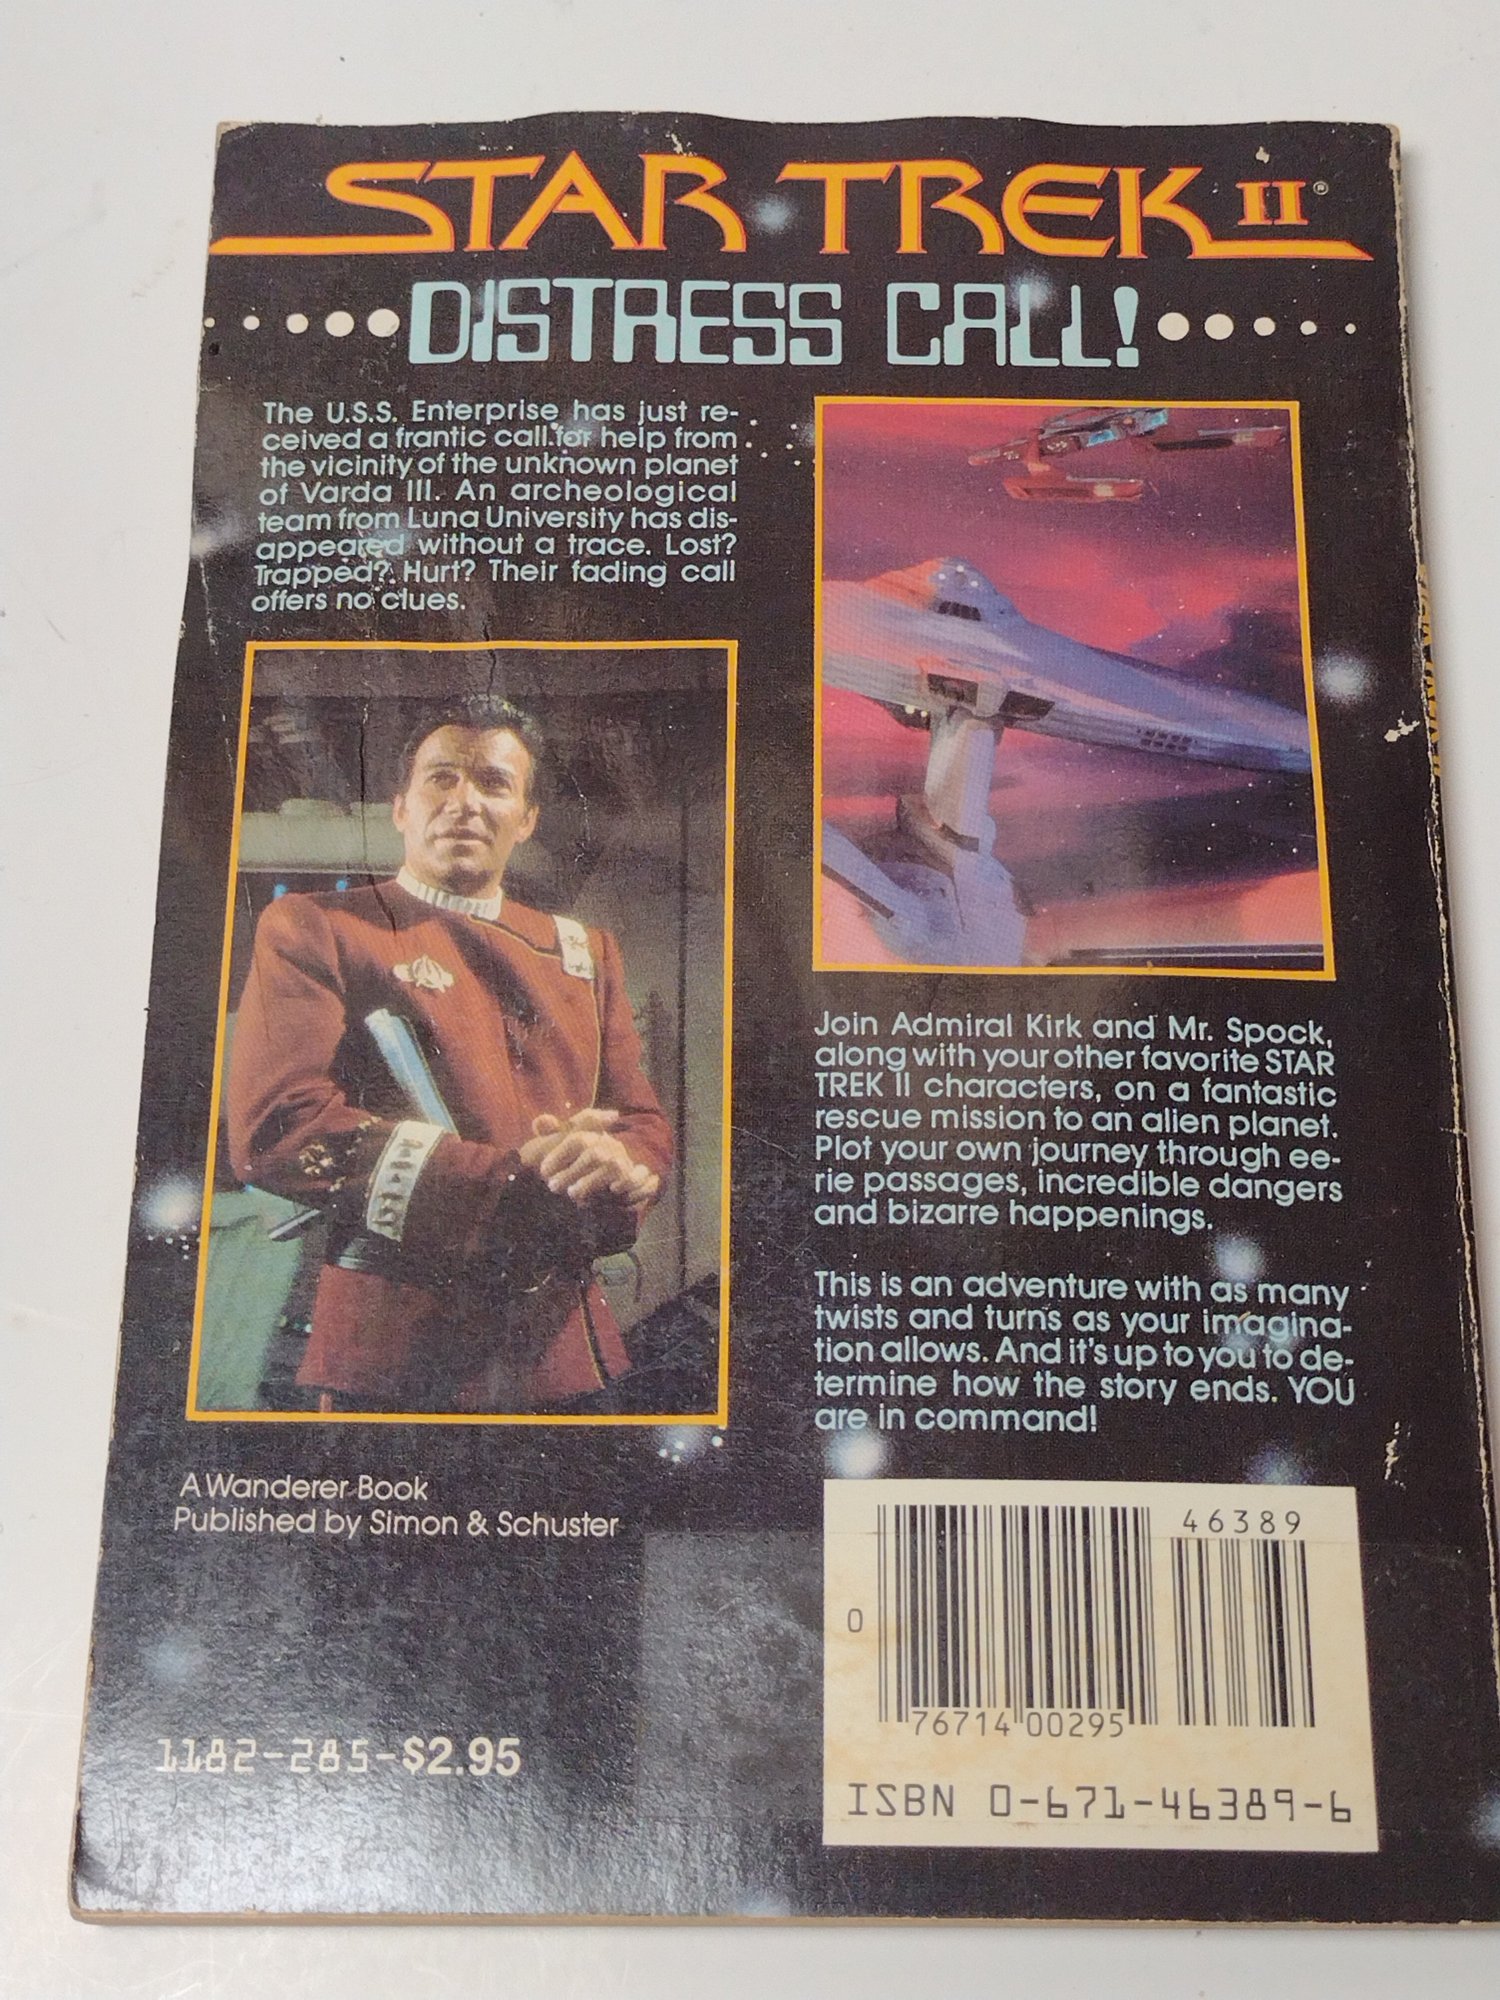 STAR TREK II®
DISTRESS CALL!
The U.S.S. Enterprise has just re-
ceived a frantic call for help from
the vicinity of the unknown planet
of Varda III. An archeological
team from Luna University has dis-
appeared without a trace. Lost?
Trapped? Hurt? Their fading call
offers no clues.
Join Admiral Kirk and Mr. Spock,
along with your other favorite STAR
TREK II characters, on a fantastic
rescue mission to an alien planet.
Plot your own journey through ee-
rie passages, incredible dangers
and bizarre happenings.
This is an adventure with as many
twists and turns as your imagina-
tion allows. And it's up to you to de-
termine how the story ends. YOU
are in command!
A Wanderer Book
Published by Simon & Schuster
1182-285-$2.95
46389
0
76714 00295
ISBN 0-671-46389-6